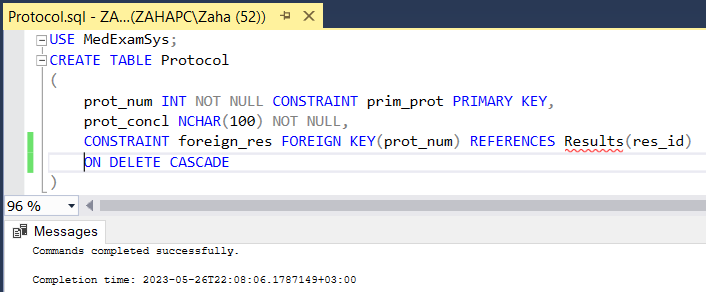 Protocol.sql - ZA...(ZAHAPC\Zaha (52))
USE MedExamSys;
CREATE TABLE Protocol
(
prot_num INT NOT NULL CONSTRAINT prim_prot PRIMARY KEY,
prot_concl NCHAR(100) NOT NULL,
CONSTRAINT foreign_res FOREIGN KEY(prot_num) REFERENCES Results(res_id)
ON DELETE CASCADE
)
96 %
Messages
Commands completed successfully.
Completion time: 2023-05-26T22:08:06.1787149+03:00